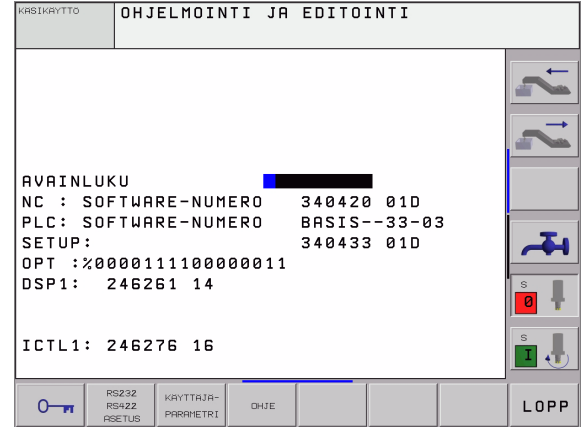 KASIKAYTTO
OHJELMOINTI JA EDITOINTI
AVAINLUKU
NC : SOFTWARE-NUMERO 340420 01D
PLC: SOFTWARE-NUMERO BASIS--33-03
SETUP: 340433 01D
OPT :%0000111100000011
DSP1: 246261 14
ICTL1: 246276 16
S
0
S
I
RS232
RS422
ASETUS
KAYTTAJA-
PARAMETRI
OHJE
LOPP